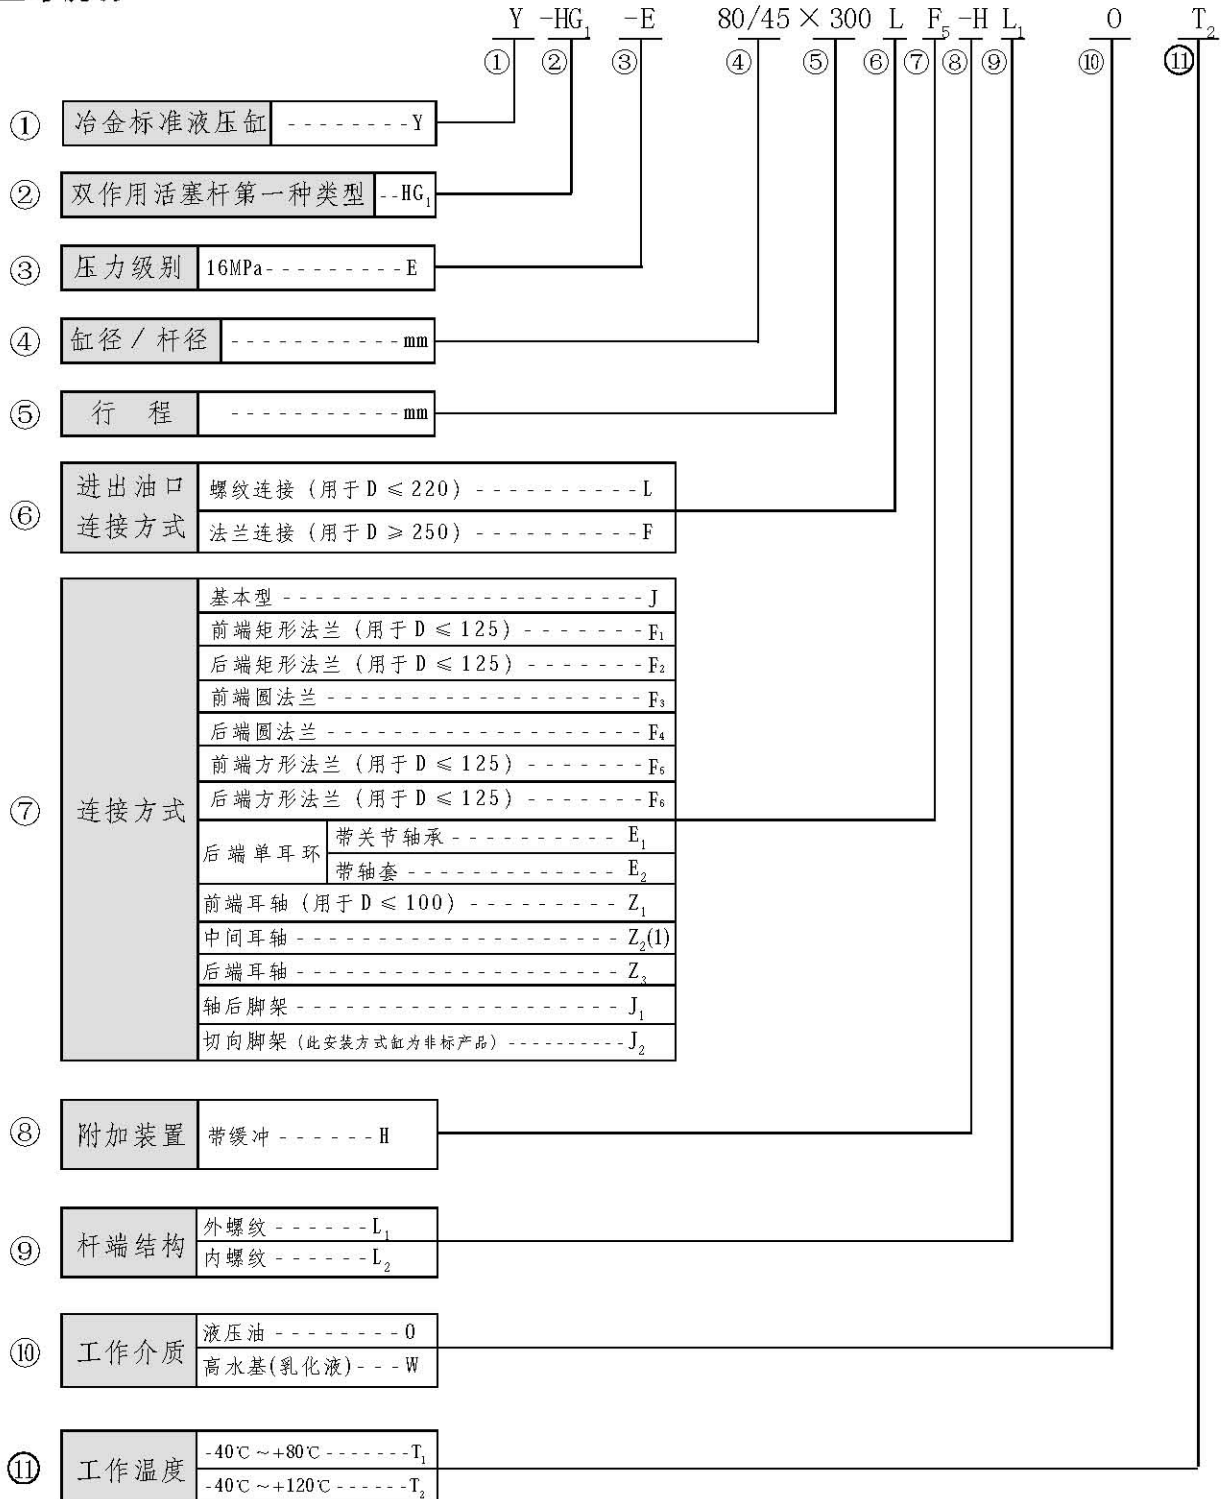 Y -HG₁ -E 80/45×300 L F₅-H L₁ O T₂
① ② ③ ④ ⑤ ⑥ ⑦ ⑧ ⑨ ⑩ ⑪
① 冶金标准液压缸 --------Y
② 双作用活塞杆第一种类型 --HG₁
③ 压力级别 16MPa---------E
④ 缸径/杆径 -----------mm
⑤ 行 程 -----------mm
⑥ 进出油口连接方式
螺纹连接(用于D≤220)----------L
法兰连接(用于D≥250)----------F
⑦ 连接方式
基本型----------------------J
前端矩形法兰(用于D≤125)-------F₁
后端矩形法兰(用于D≤125)-------F₂
前端圆法兰-------------------F₃
后端圆法兰-------------------F₄
前端方形法兰(用于D≤125)-------F₅
后端方形法兰(用于D≤125)-------F₆
后端单耳环
带关节轴承---------- E₁
带轴套------------- E₂
前端耳轴(用于D≤100)--------- Z₁
中间耳轴-------------------- Z₂(1)
后端耳轴-------------------- Z₃
轴后脚架-------------------- J₁
切向脚架(此安装方式缸为非标产品)----------J₂
⑧ 附加装置 带缓冲------H
⑨ 杆端结构
外螺纹------L₁
内螺纹------L₂
⑩ 工作介质
液压油--------O
高水基(乳化液)---W
⑪ 工作温度
-40℃~+80℃-------T₁
-40℃~+120℃------T₂